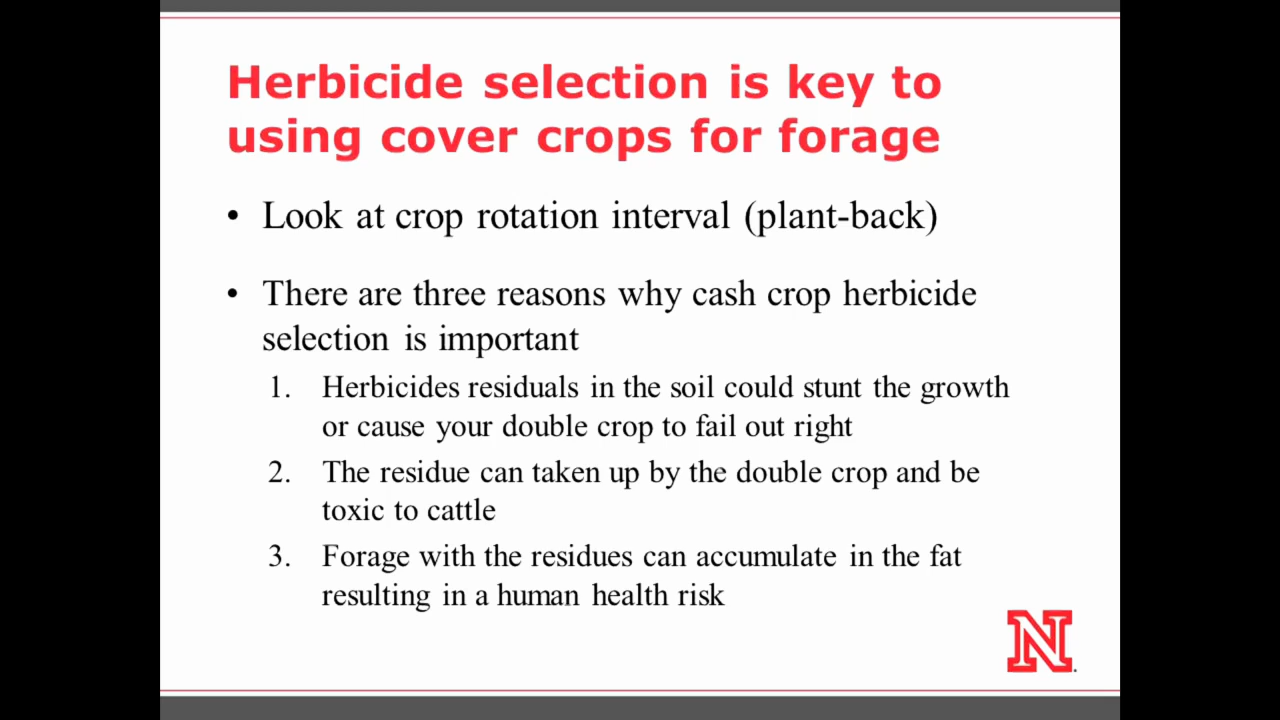 Herbicide selection is key to
using cover crops for forage
• Look at crop rotation interval (plant-back)
• There are three reasons why cash crop herbicide
selection is important
1. Herbicides residuals in the soil could stunt the growth
or cause your double crop to fail out right
2. The residue can taken up by the double crop and be
toxic to cattle
3. Forage with the residues can accumulate in the fat
resulting in a human health risk
N